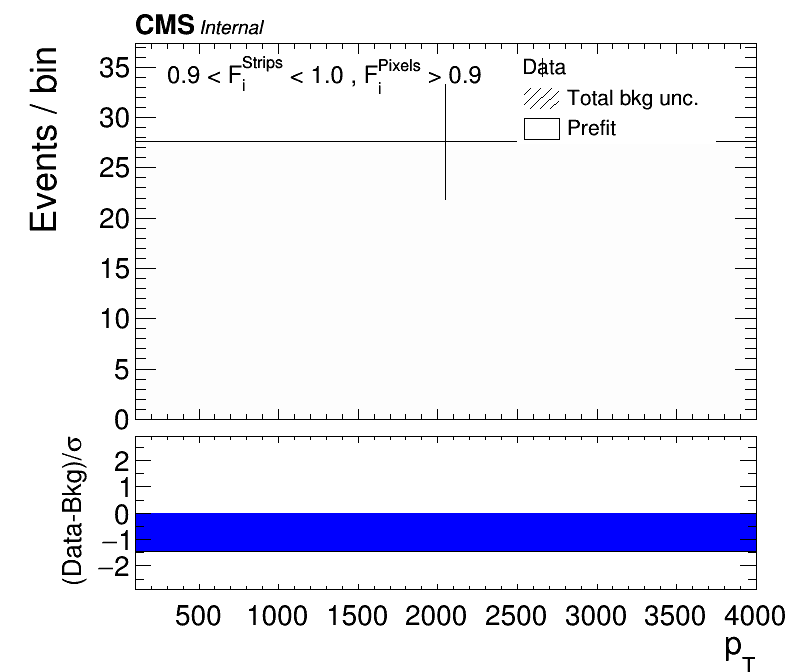 CMS Internal
0.9 < F_i^Strips < 1.0 , F_i^Pixels > 0.9
Data
Total bkg unc.
Prefit
Events / bin
35
30
25
20
15
10
5
0
(Data-Bkg)/σ
2
1
0
−1
−2
500 1000 1500 2000 2500 3000 3500 4000
p_T